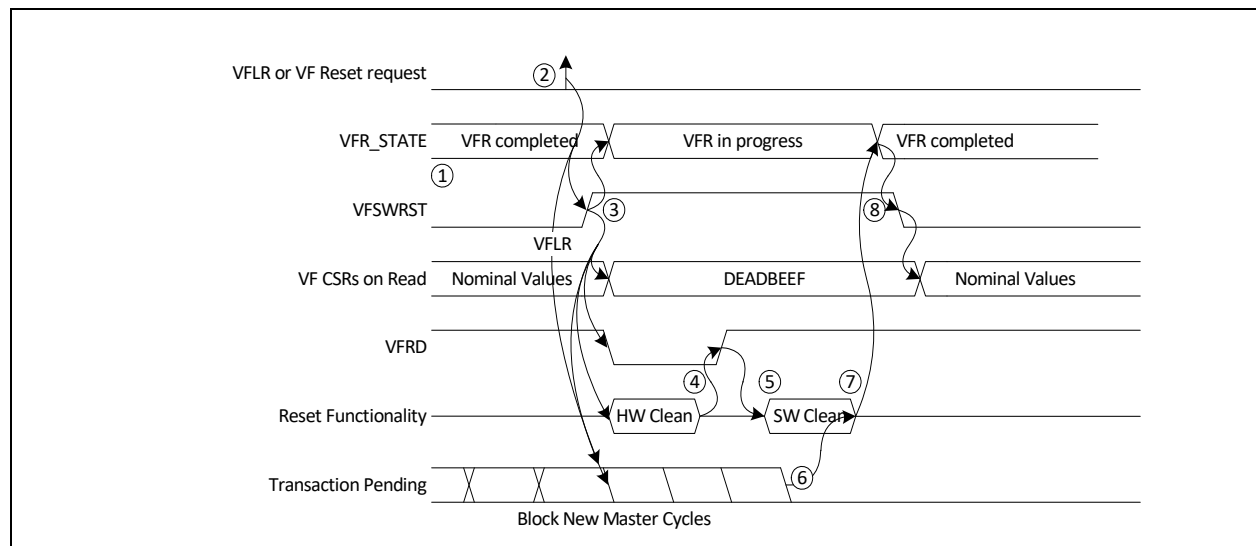 VFLR or VF Reset request
②
VFR_STATE
VFR completed
VFR in progress
VFR completed
①
VFSWRST
③
⑧
VFLR
VF CSRs on Read
Nominal Values
DEADBEEF
Nominal Values
VFRD
④
⑤
⑦
Reset Functionality
HW Clean
SW Clean
⑥
Transaction Pending
Block New Master Cycles